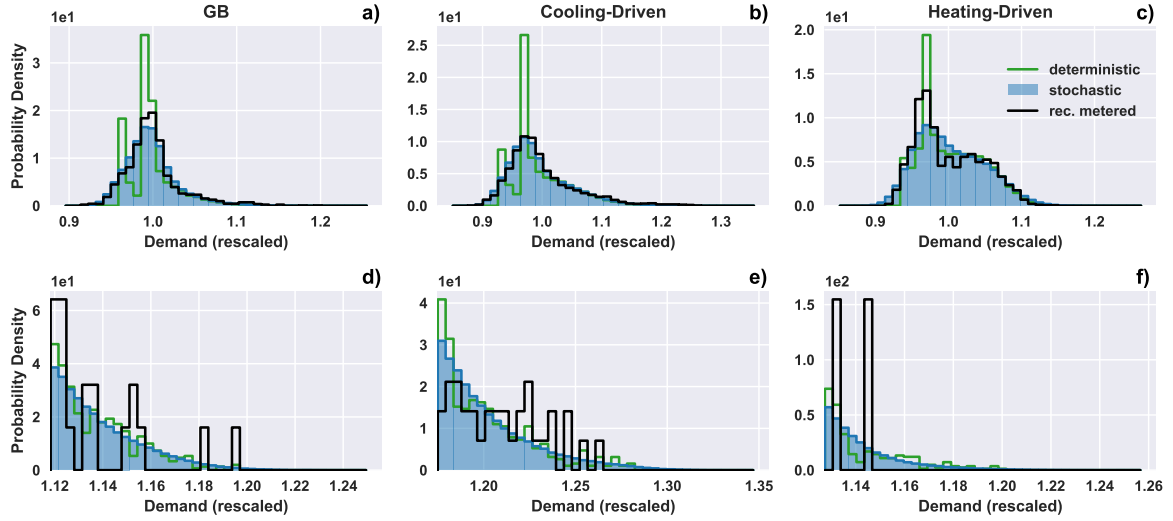 GB a) Cooling-Driven b) Heating-Driven c)
1e1 1e1 1e1
Probability Density
3
2
1
0
0.9 1.0 1.1 1.2
Demand (rescaled)
2.5
2.0
1.5
1.0
0.5
0.0
0.9 1.0 1.1 1.2 1.3
Demand (rescaled)
2.0
1.5
1.0
0.5
0.0
0.9 1.0 1.1 1.2
Demand (rescaled)
deterministic
stochastic
rec. metered
1e1 d) 1e1 e) 1e2 f)
Probability Density
6
4
2
0
1.12 1.14 1.16 1.18 1.20 1.22 1.24
Demand (rescaled)
4
3
2
1
0
1.20 1.25 1.30 1.35
Demand (rescaled)
1.5
1.0
0.5
0.0
1.14 1.16 1.18 1.20 1.22 1.24 1.26
Demand (rescaled)